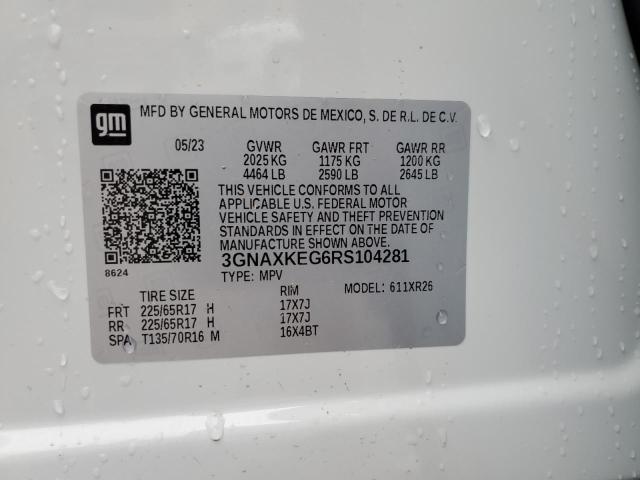 gm
MFD BY GENERAL MOTORS DE MEXICO, S. DE R.L. DE C.V.
05/23 GVWR GAWR FRT GAWR RR
2025 KG 1175 KG 1200 KG
4464 LB 2590 LB 2645 LB
THIS VEHICLE CONFORMS TO ALL
APPLICABLE U.S. FEDERAL MOTOR
VEHICLE SAFETY AND THEFT PREVENTION
STANDARDS IN EFFECT ON THE DATE OF
MANUFACTURE SHOWN ABOVE.
3GNAXKEG6RS104281
8624 TYPE: MPV
TIRE SIZE RIM MODEL: 611XR26
FRT 225/65R17 H 17X7J
RR 225/65R17 H 17X7J
SPA T135/70R16 M 16X4BT